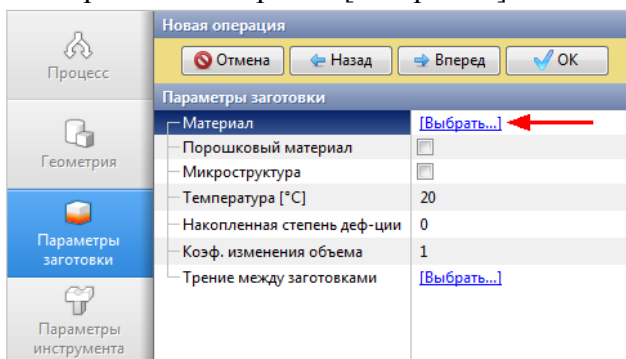 Новая операция
Отмена Назад Вперед ОК
Процесс
Параметры заготовки
Материал [Выбрать...]
Порошковый материал
Микроструктура
Геометрия
Температура [°C] 20
Накопленная степень деф-ции 0
Коэф. изменения объема 1
Трение между заготовками [Выбрать...]
Параметры
заготовки
Параметры
инструмента